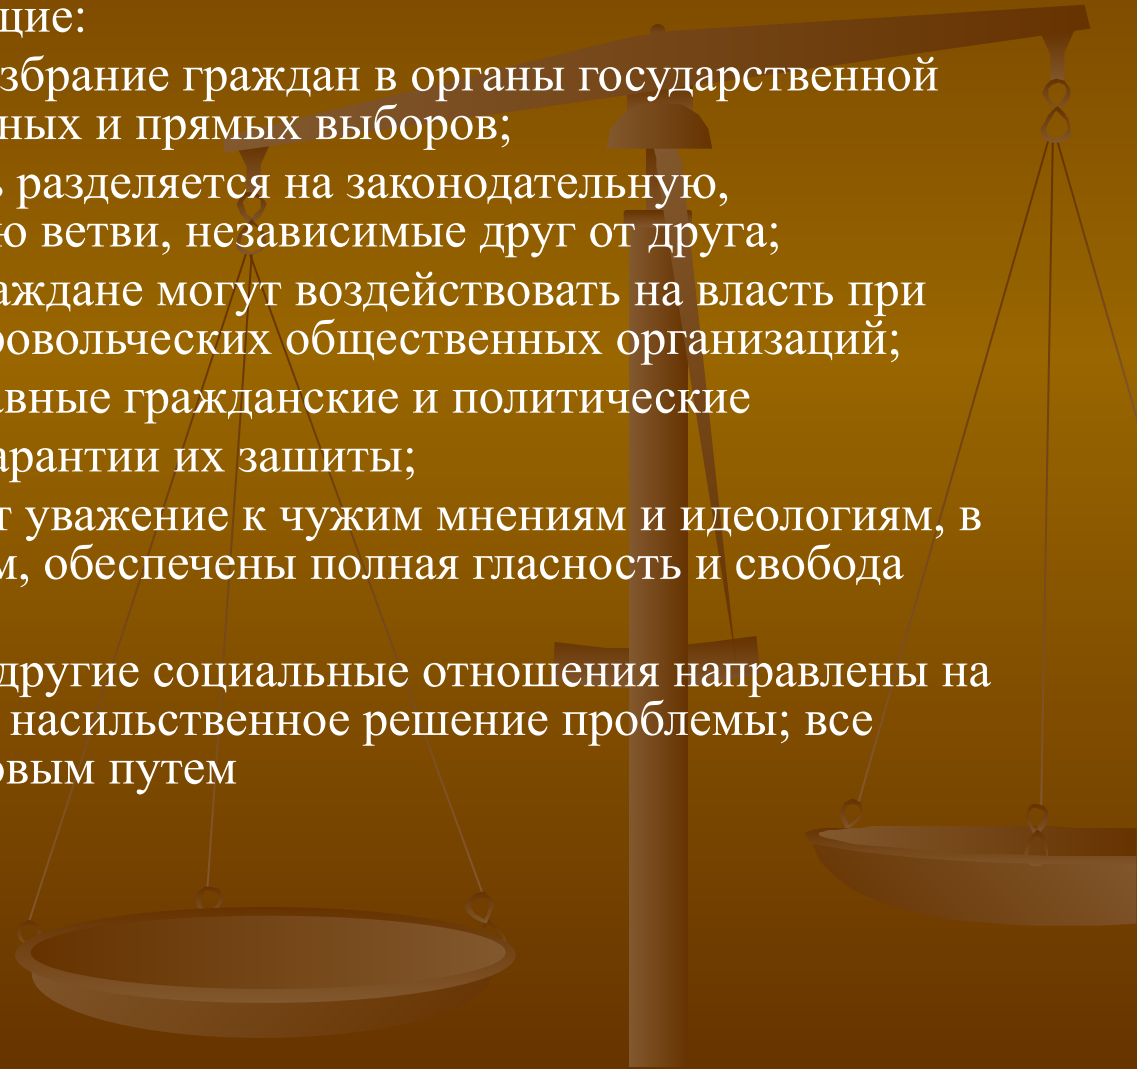 щие:
збрание граждан в органы государственной
ных и прямых выборов;
ь разделяется на законодательную,
ю ветви, независимые друг от друга;
аждане могут воздействовать на власть при
ровольческих общественных организаций;
авные гражданские и политические
арантии их зашиты;
т уважение к чужим мнениям и идеологиям, в
м, обеспечены полная гласность и свобода
другие социальные отношения направлены на
насильственное решение проблемы; все
овым путем